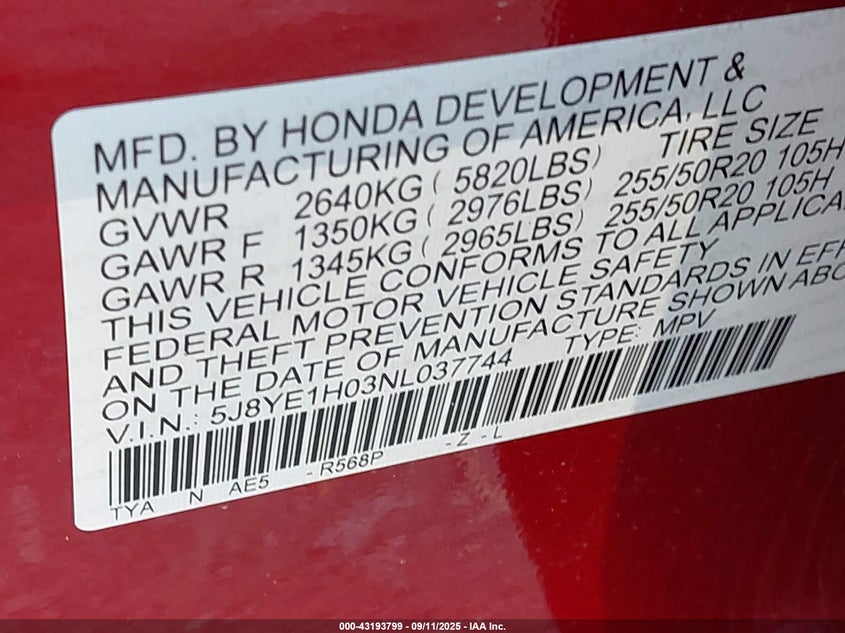 MFD. BY HONDA DEVELOPMENT &
MANUFACTURING OF AMERICA, LLC
GVWR 2640KG ( 5820LBS) TIRE SIZE
GAWR F 1350KG ( 2976LBS) 255/50R20 105H
GAWR R 1345KG ( 2965LBS) 255/50R20 105H
THIS VEHICLE CONFORMS TO ALL APPLICA
FEDERAL MOTOR VEHICLE SAFETY
AND THEFT PREVENTION STANDARDS IN EFF
ON THE DATE OF MANUFACTURE SHOWN ABO
V.I.N.: 5J8YE1H03NL037744 TYPE: MPV
TYA N AE5 - R568P - Z - L
000-43193799 - 09/11/2025 - IAA Inc.